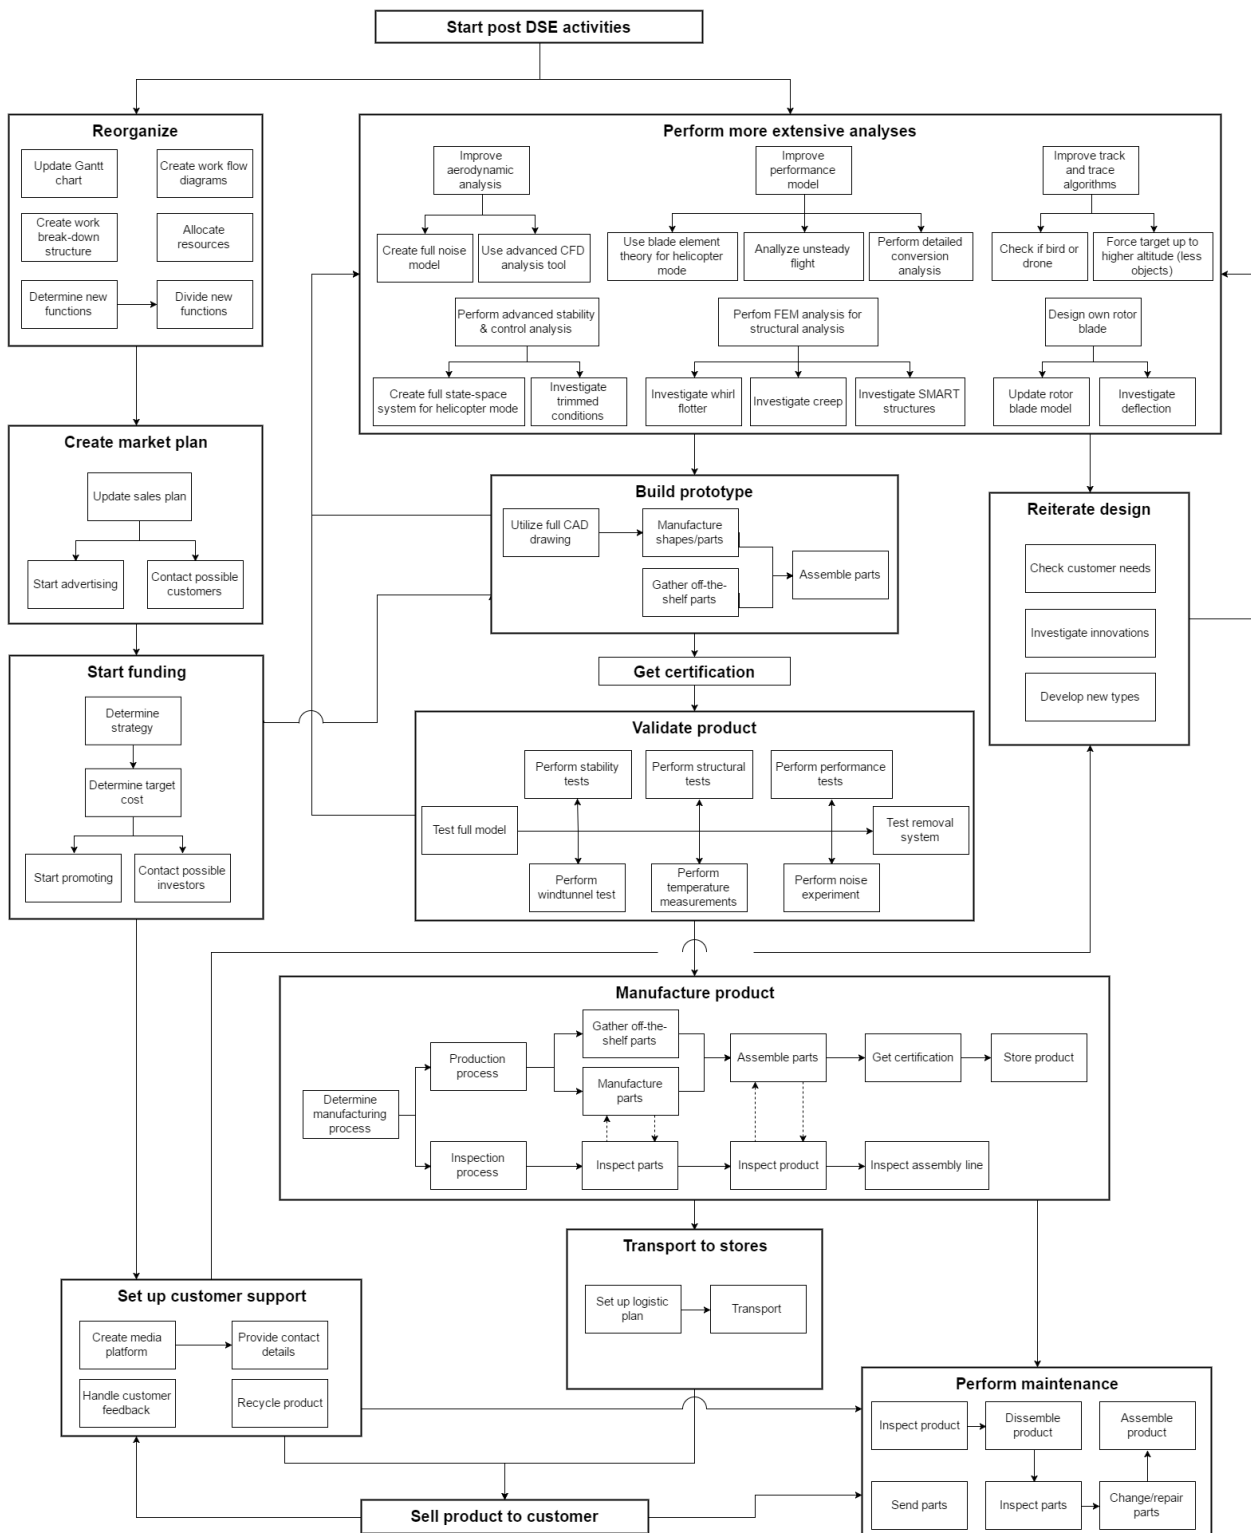 Start post DSE activities
Reorganize
Update Gantt
chart
Create work flow
diagrams
Create work
break-down
structure
Allocate
resources
Determine new
functions
Divide new
functions
Perform more extensive analyses
Improve
aerodynamic
analysis
Improve
performance
model
Improve track
and trace
algorithms
Create full noise
model
Use advanced CFD
analysis tool
Use blade element
theory for helicopter
mode
Anallyze unsteady
flight
Perform detailed
conversion
analysis
Check if bird or
drone
Force target up to
higher altitude (less
objects)
Perform advanced stability
& control analysis
Perfom FEM analysis for
structural analysis
Design own rotor
blade
Create full state-space
system for helicopter mode
Investigate
trimmed
conditions
Investigate whirl
flotter
Investigate creep
Investigate SMART
structures
Update rotor
blade model
Investigate
deflection
Create market plan
Update sales plan
Start advertising
Contact possible
customers
Build prototype
Utilize full CAD
drawing
Manufacture
shapes/parts
Gather off-the-
shelf parts
Assemble parts
Reiterate design
Check customer needs
Investigate innovations
Develop new types
Start funding
Determine
strategy
Determine target
cost
Start promoting
Contact possible
investors
Get certification
Validate product
Perform stability
tests
Perform structural
tests
Perform performance
tests
Test full model
Test removal
system
Perform
windtunnel test
Perform
temperature
measurements
Perform noise
experiment
Manufacture product
Gather off-the-
shelf parts
Production
process
Assemble parts
Get certification
Store product
Manufacture
parts
Determine
manufacturing
process
Inspection
process
Inspect parts
Inspect product
Inspect assembly line
Transport to stores
Set up logistic
plan
Transport
Set up customer support
Create media
platform
Provide contact
details
Handle customer
feedback
Recycle product
Perform maintenance
Inspect product
Dissemble
product
Assemble
product
Send parts
Inspect parts
Change/repair
parts
Sell product to customer